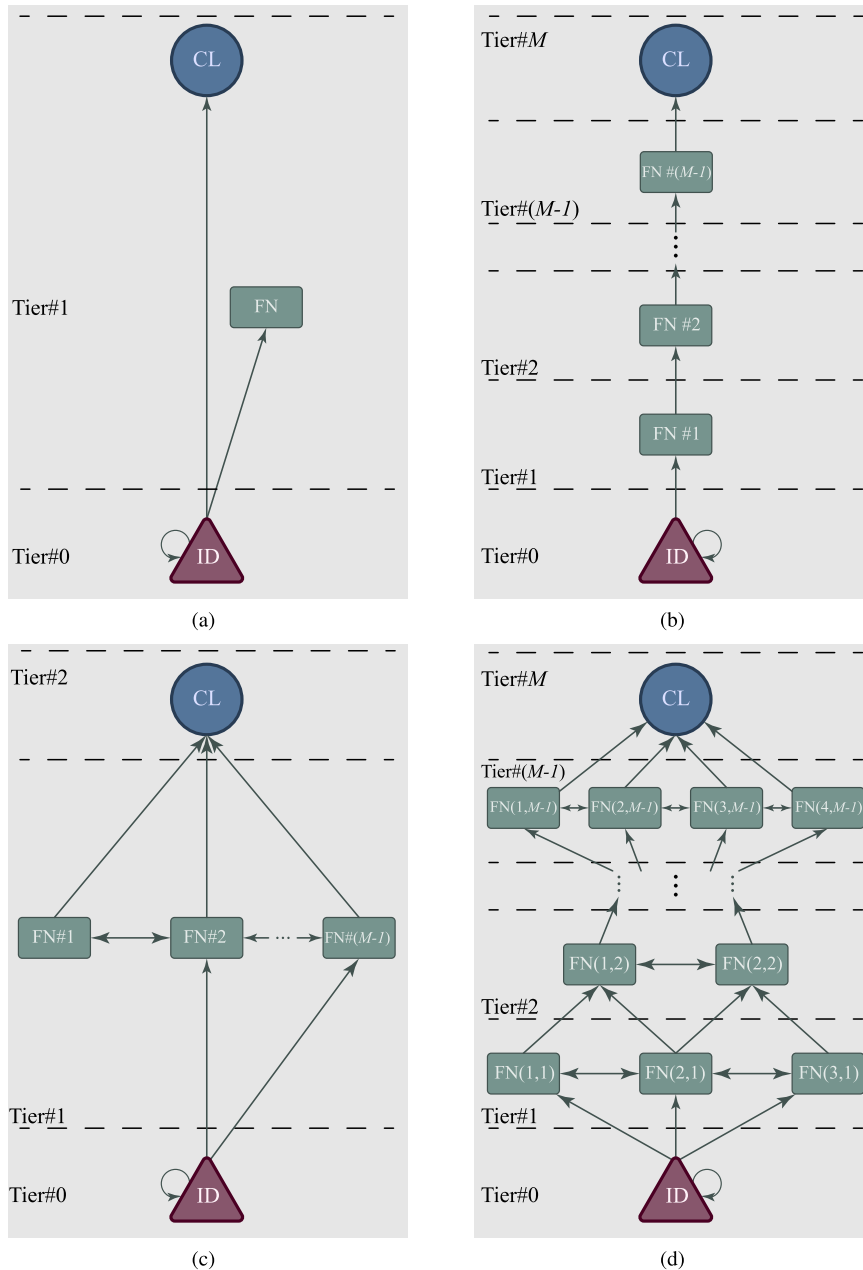 CL
Tier#1
FN
Tier#0
ID
(a)
Tier#M
CL
FN #(M-1)
Tier#(M-1)
⋮
FN #2
Tier#2
FN #1
Tier#1
Tier#0
ID
(b)
Tier#2
CL
FN#1
FN#2
...
FN#(M-1)
Tier#1
Tier#0
ID
(c)
Tier#M
CL
Tier#(M-1)
FN(1,M-1)
FN(2,M-1)
FN(3,M-1)
FN(4,M-1)
⋮ ⋮ ⋮
FN(1,2)
FN(2,2)
Tier#2
FN(1,1)
FN(2,1)
FN(3,1)
Tier#1
Tier#0
ID
(d)